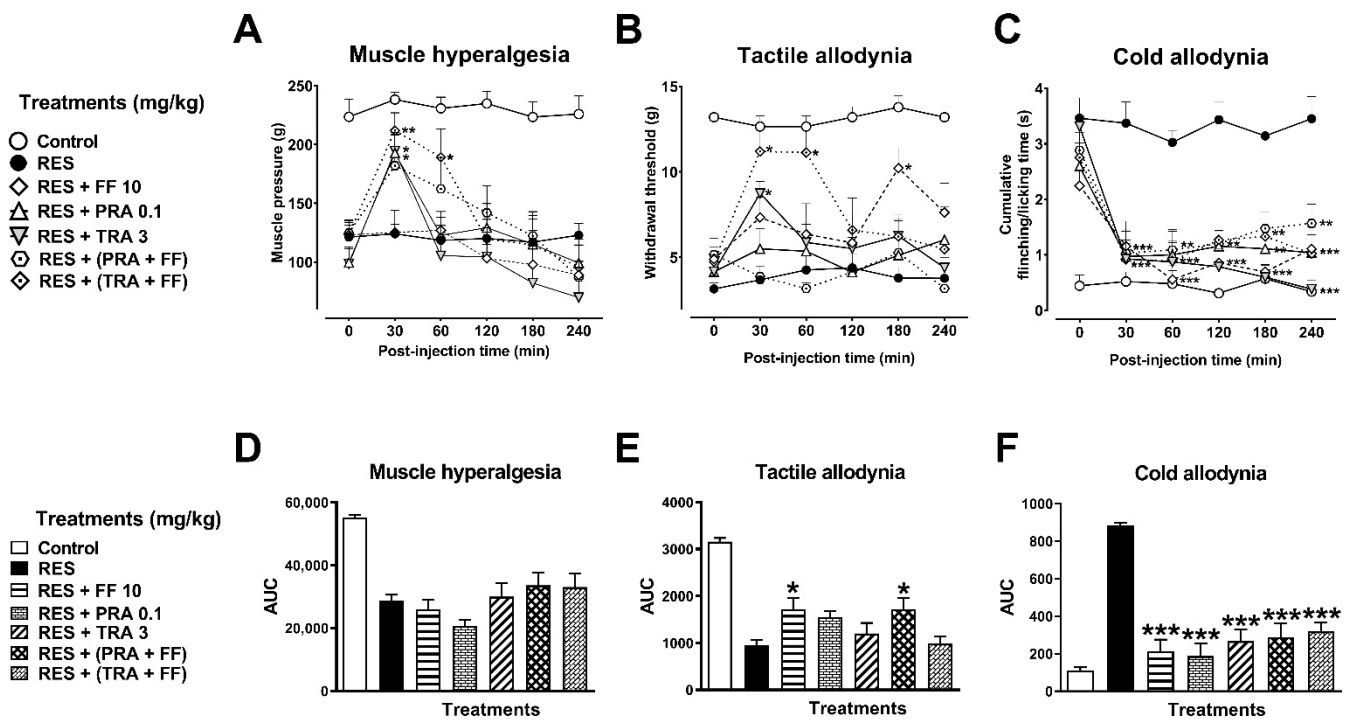 A
Muscle hyperalgesia
B
Tactile allodynia
C
Cold allodynia
Treatments (mg/kg)
Control
RES
RES + FF 10
RES + PRA 0.1
RES + TRA 3
RES + (PRA + FF)
RES + (TRA + FF)
Muscle pressure (g)
250
200
150
100
** * * *
0 30 60 120 180 240
Post-injection time (min)
Withdrawal threshold (g)
15
10
5
* * * *
0 30 60 120 180 240
Post-injection time (min)
Cumulative
flinching/licking time (s)
4
3
2
1
0
*** ** ** ** **
*** *** *** *** ***
*** ***
0 30 60 120 180 240
Post-injection time (min)
D
Muscle hyperalgesia
E
Tactile allodynia
F
Cold allodynia
Treatments (mg/kg)
Control
RES
RES + FF 10
RES + PRA 0.1
RES + TRA 3
RES + (PRA + FF)
RES + (TRA + FF)
AUC
60,000
40,000
20,000
0
Treatments
AUC
4000
3000
2000
1000
0
* *
Treatments
AUC
1000
800
600
400
200
0
*** *** *** *** ***
Treatments